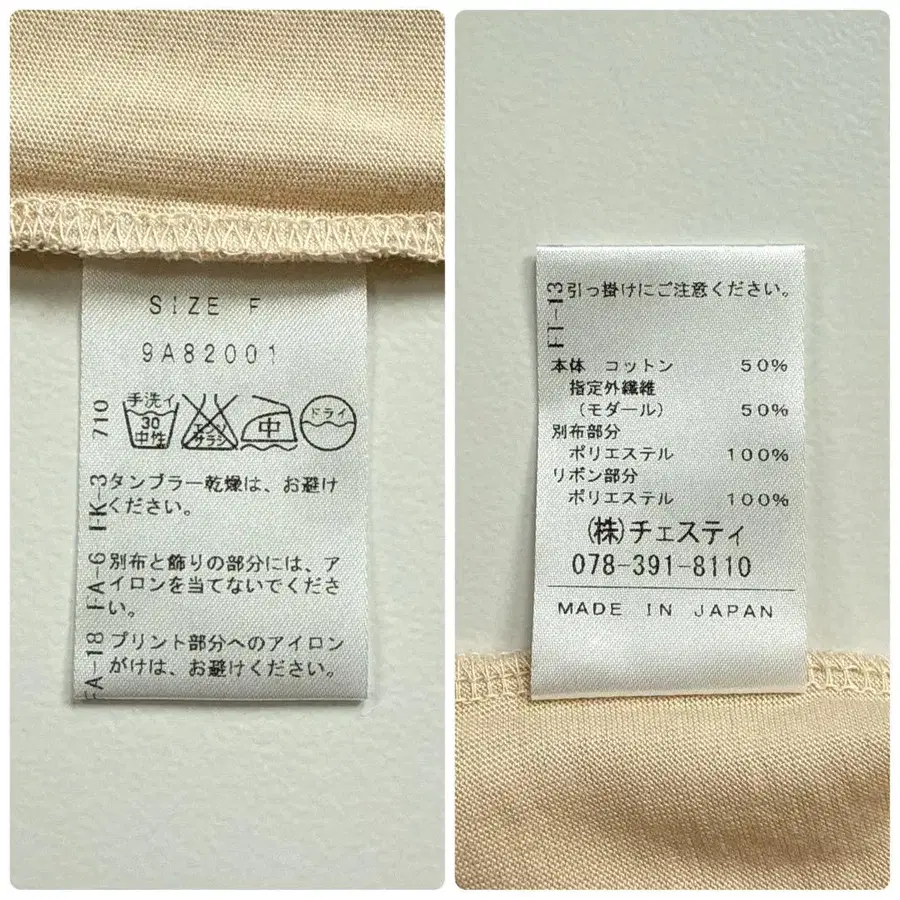 SIZE F
9A82001
710
手洗イ
30
中性
エンソ
サラシ
中
ドライ
FK-3
タンブラー乾燥は、お避け
ください。
FA-6
別布と飾りの部分には、ア
イロンを当てないでくださ
い。
FA-18
プリント部分へのアイロン
がけは、お避けください。
FT-13
引っ掛けにご注意ください。
本体 コットン 50%
指定外繊維
(モダール) 50%
別布部分
ポリエステル 100%
リボン部分
ポリエステル 100%
(株)チェスティ
078-391-8110
MADE IN JAPAN